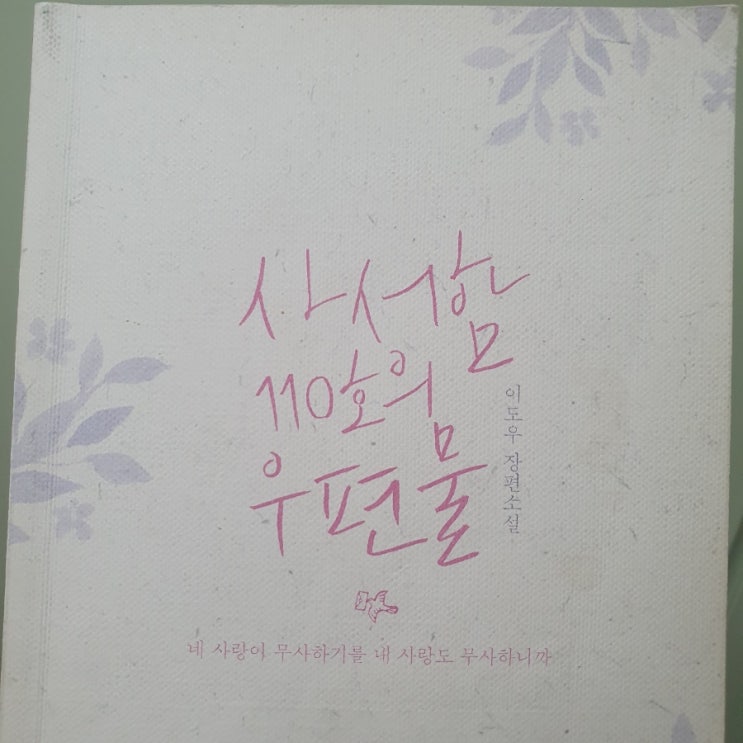 사서함
110호의
우편물
이도우 장편소설
네 사랑이 무사하기를 내 사랑도 무사하니까